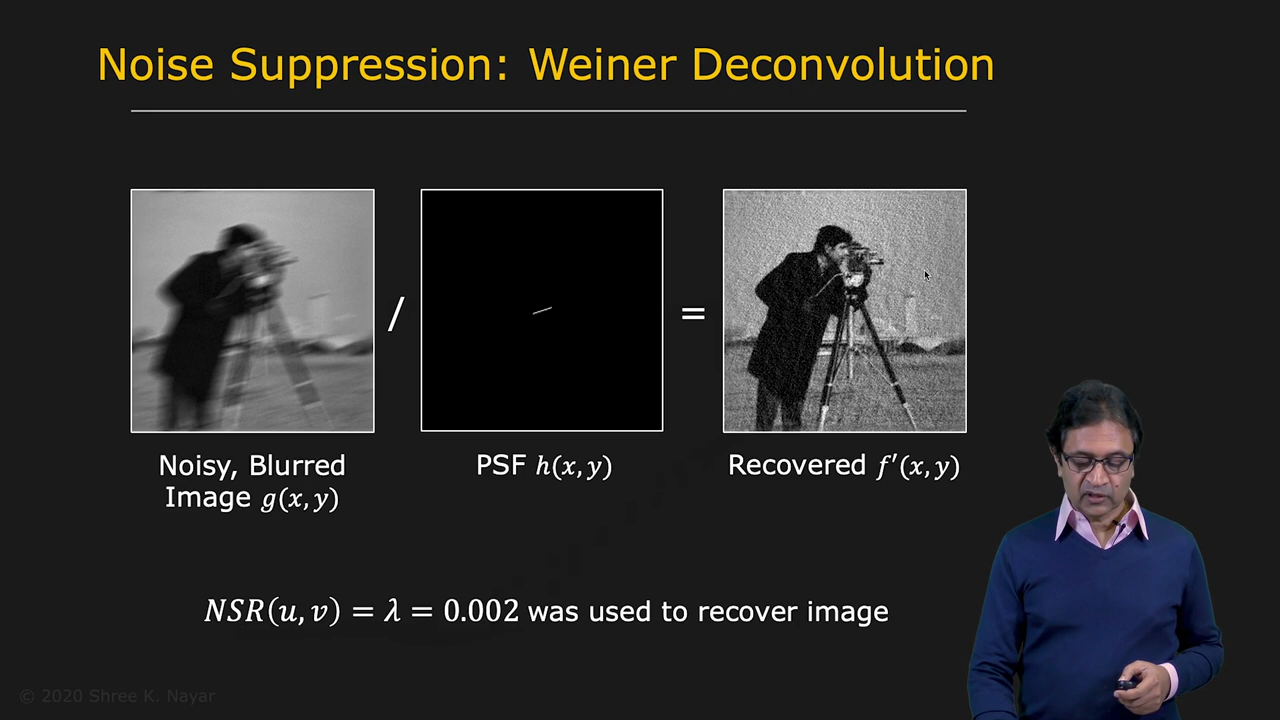 Noise Suppression: Weiner Deconvolution
/
=
Noisy, Blurred
Image g(x, y)
PSF h(x, y)
Recovered f′(x, y)
NSR(u, v) = λ = 0.002 was used to recover image
© 2020 Shree K. Nayar